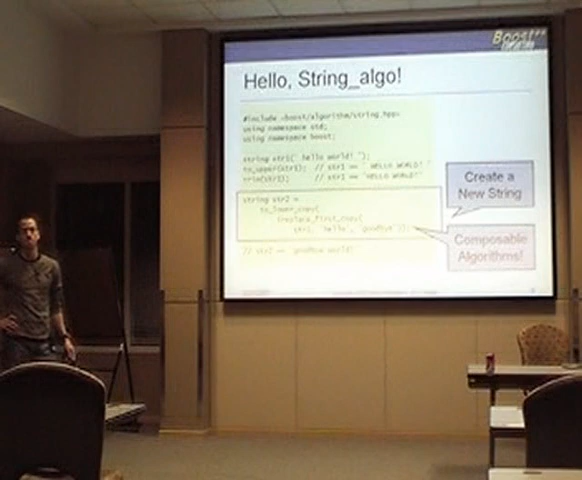 Boost
Hello, String_algo!
#include <boost/algorithm/string.hpp>
using namespace std;
using namespace boost;
string str1(" hello world! ");
to_upper(str1); // str1 == " HELLO WORLD! "
trim(str1); // str1 == "HELLO WORLD!"
string str2 =
to_lower_copy(
ireplace_first_copy(
str1, "hello", "goodbye"));
// str2 == "goodbye world!"
Create a
New String
Composable
Algorithms!